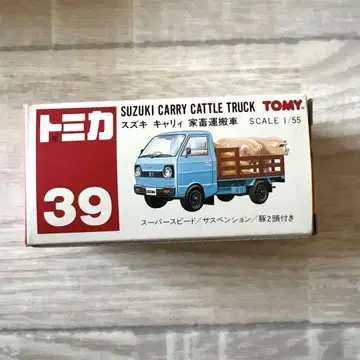 トミカ
39
SUZUKI CARRY CATTLE TRUCK TOMY
スズキ キャリィ 家畜運搬車 SCALE 1/55
スーパースピード/サスペンション/豚2頭付き